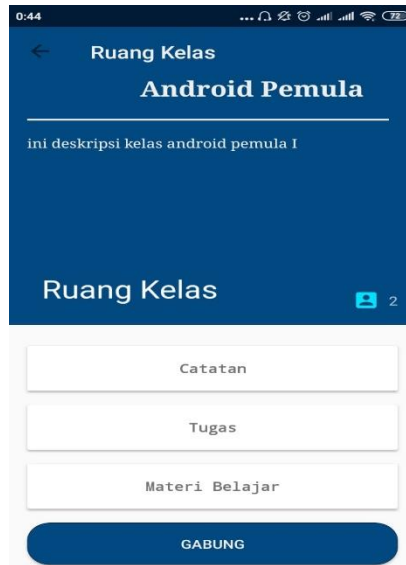 0:44 ... 72
Ruang Kelas
Android Pemula
ini deskripsi kelas android pemula I
Ruang Kelas
2
Catatan
Tugas
Materi Belajar
GABUNG